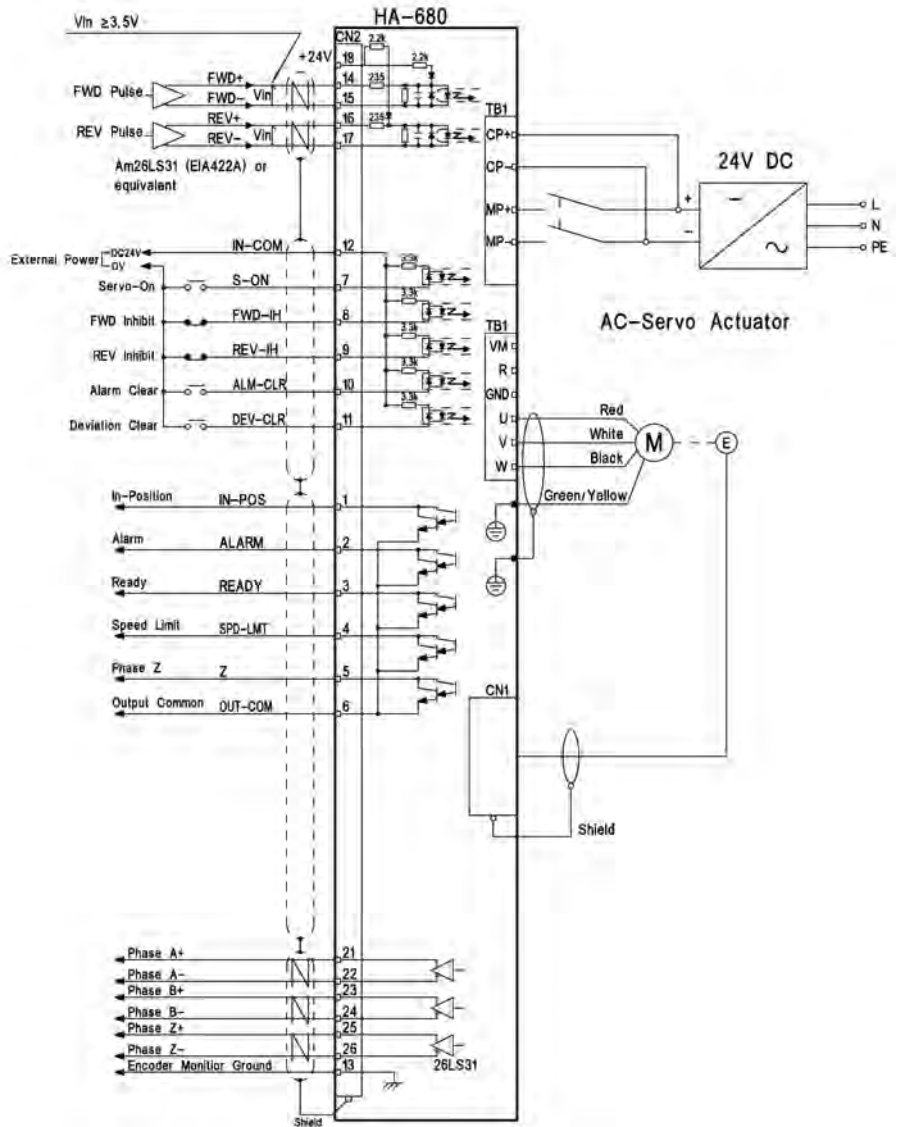 HA-680
Vin ≥3.5V
CN2
2.2k
+24V
18
2.2k
FWD Pulse
FWD+
14
235
FWD-
Vin
15
REV Pulse
REV+
16
235
REV-
Vin
17
Am26LS31 (EIA422A) or
equivalent
TB1
CP+
CP-
MP+
MP-
24V DC
+
-
L
N
PE
External Power
DC24V
0V
IN-COM
12
3.3k
Servo-On
S-ON
7
3.3k
FWD Inhibit
FWD-IH
8
3.3k
REV Inhibit
REV-IH
9
3.3k
Alarm Clear
ALM-CLR
10
3.3k
Deviation Clear
DEV-CLR
11
AC-Servo Actuator
TB1
VM
R
GND
U
Red
V
White
W
Black
M
E
Green/Yellow
In-Position
IN-POS
1
Alarm
ALARM
2
Ready
READY
3
Speed Limit
SPD-LMT
4
Phase Z
Z
5
Output Common
OUT-COM
6
CN1
Shield
Phase A+
21
Phase A-
22
Phase B+
23
Phase B-
24
Phase Z+
25
Phase Z-
26
26LS31
Encoder Monitior Ground
13
Shield